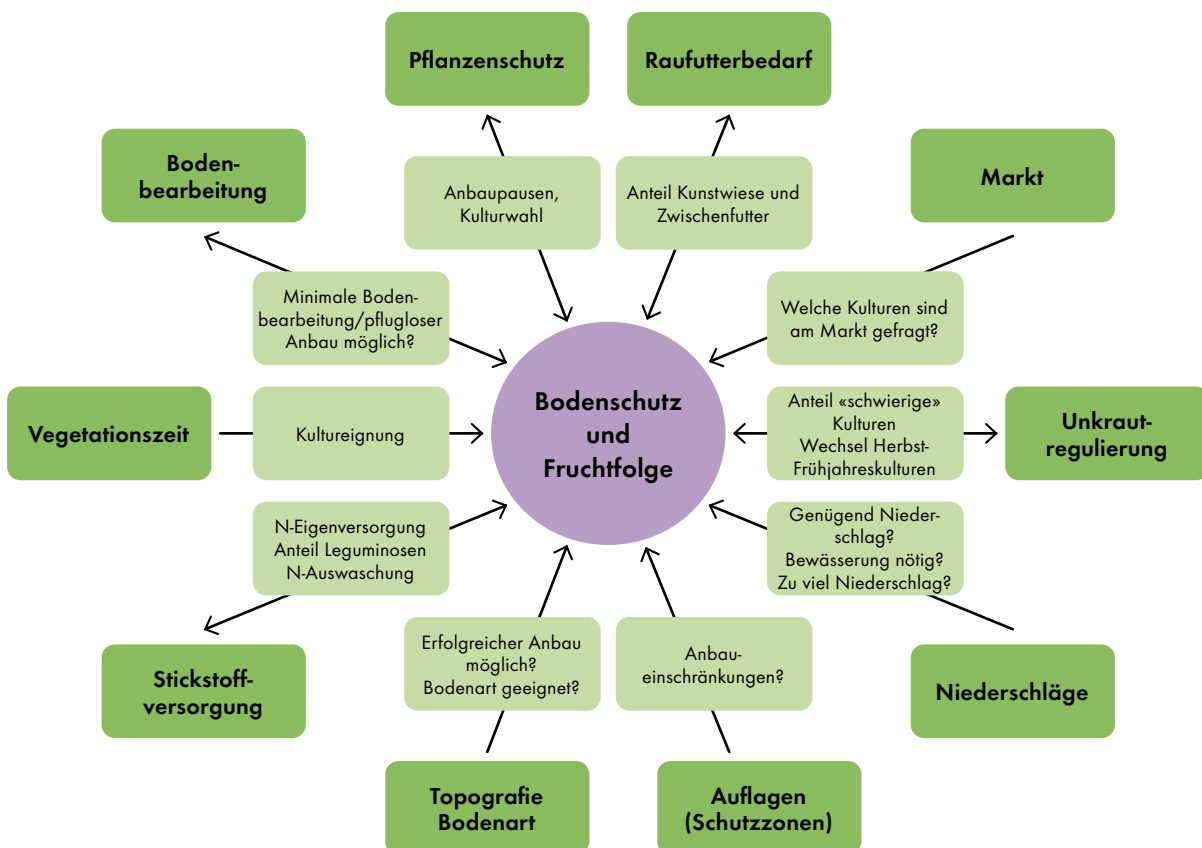 Pflanzenschutz
Raufutterbedarf
Boden-
bearbeitung
Markt
Anbaupausen,
Kulturwahl
Anteil Kunstwiese und
Zwischenfutter
Minimale Boden-
bearbeitung/pflugloser
Anbau möglich?
Welche Kulturen sind
am Markt gefragt?
Vegetationszeit
Kultureignung
Bodenschutz
und
Fruchtfolge
Anteil «schwierige»
Kulturen
Wechsel Herbst-
Frühjahreskulturen
Unkraut-
regulierung
N-Eigenversorgung
Anteil Leguminosen
N-Auswaschung
Genügend Nieder-
schlag?
Bewässerung nötig?
Zu viel Niederschlag?
Stickstoff-
versorgung
Erfolgreicher Anbau
möglich?
Bodenart geeignet?
Anbau-
einschränkungen?
Niederschläge
Topografie
Bodenart
Auflagen
(Schutzzonen)